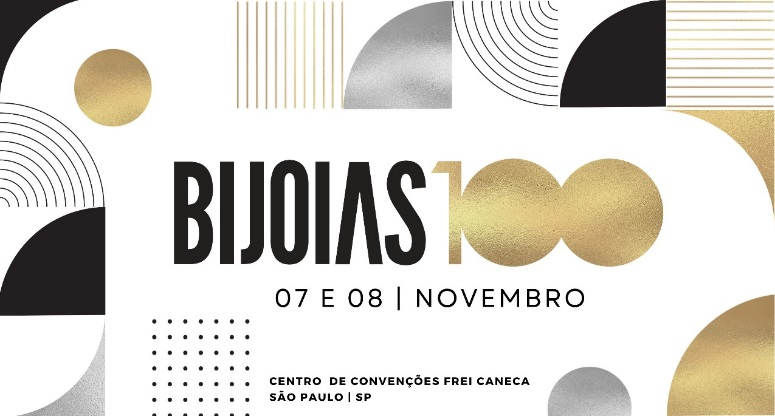 BIJOIAS100
07 E 08 | NOVEMBRO
CENTRO DE CONVENÇÕES FREI CANECA
SÃO PAULO | SP